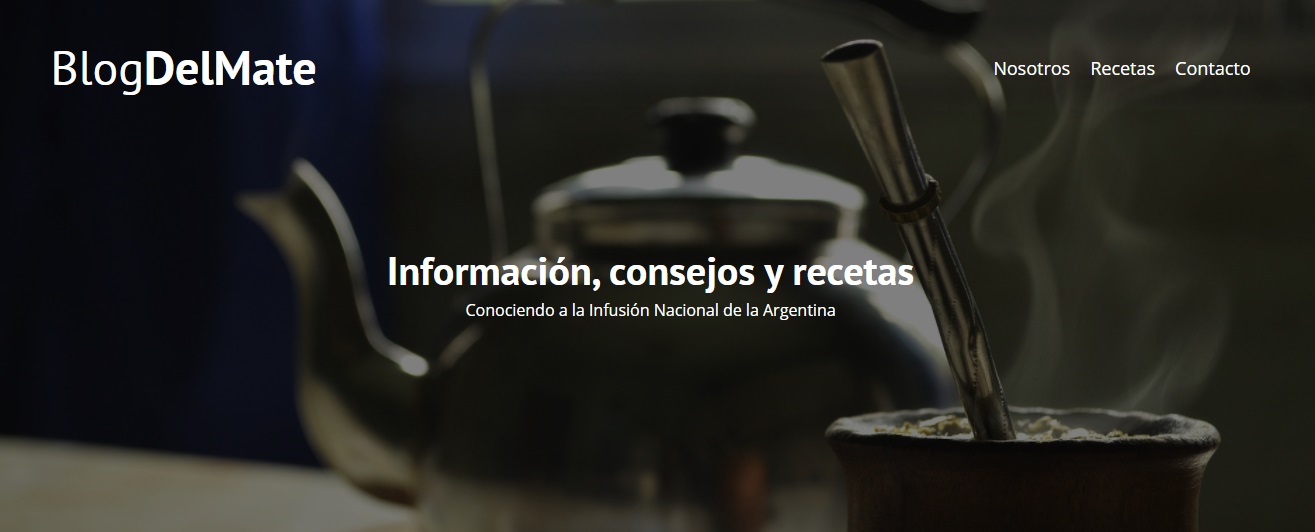 BlogDelMate
Nosotros Recetas Contacto
Información, consejos y recetas
Conociendo a la Infusión Nacional de la Argentina